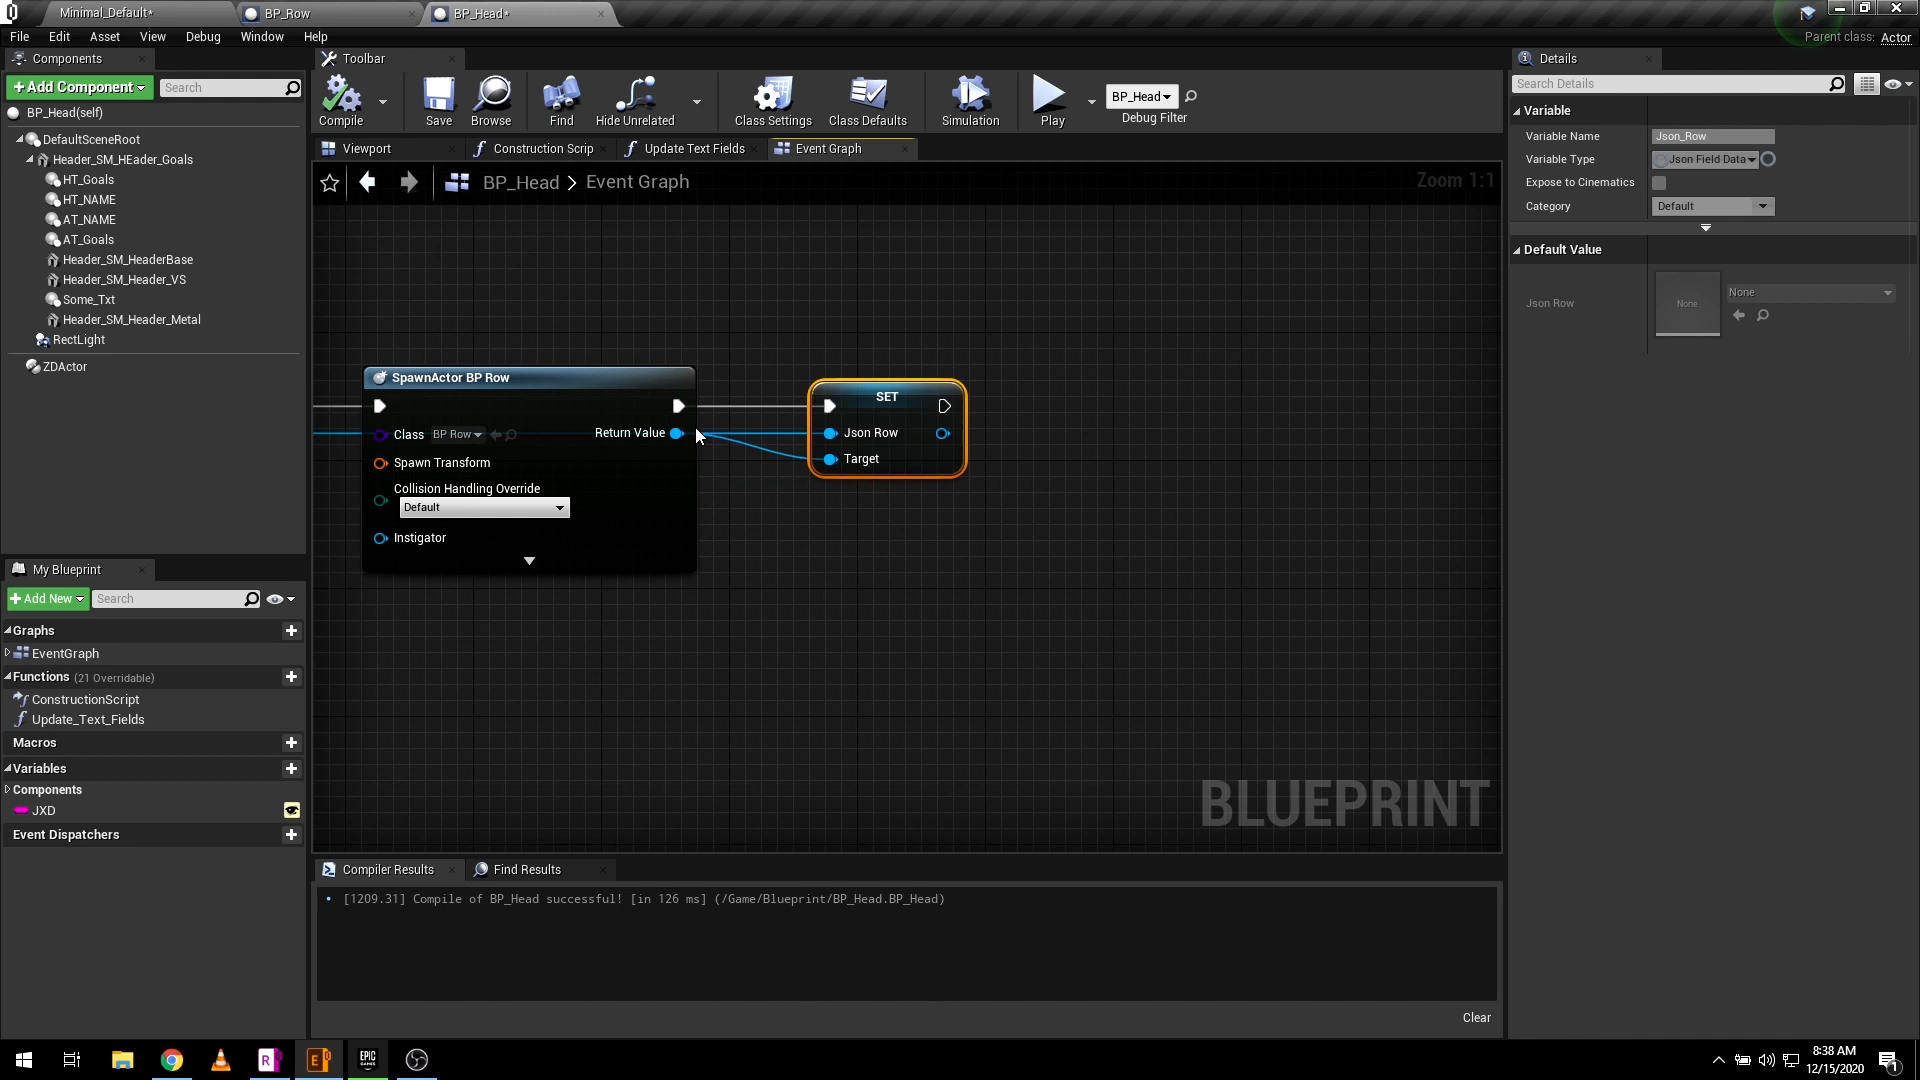 Minimal_Default*
BP_Row
BP_Head*
File
Edit
Asset
View
Debug
Window
Help
Parent class: Actor
Components
+Add Component
Search
BP_Head(self)
DefaultSceneRoot
Header_SM_HEader_Goals
HT_Goals
HT_NAME
AT_NAME
AT_Goals
Header_SM_HeaderBase
Header_SM_Header_VS
Some_Txt
Header_SM_Header_Metal
RectLight
ZDActor
My Blueprint
+Add New
Search
Graphs
EventGraph
Functions (21 Overridable)
ConstructionScript
Update_Text_Fields
Macros
Variables
Components
JXD
Event Dispatchers
Toolbar
Compile
Save
Browse
Find
Hide Unrelated
Class Settings
Class Defaults
Simulation
Play
BP_Head
Debug Filter
Viewport
Construction Scrip
Update Text Fields
Event Graph
BP_Head > Event Graph
Zoom 1:1
SpawnActor BP Row
Class BP Row
Return Value
Spawn Transform
Collision Handling Override
Default
Instigator
SET
Json Row
Target
BLUEPRINT
Compiler Results
Find Results
[1209.31] Compile of BP_Head successful! [in 126 ms] (/Game/Blueprint/BP_Head.BP_Head)
Clear
Details
Search Details
Variable
Variable Name Json_Row
Variable Type Json Field Data
Expose to Cinematics
Category Default
Default Value
Json Row
None
None
R
E
EPIC
GAMES
8:38 AM
12/15/2020
1